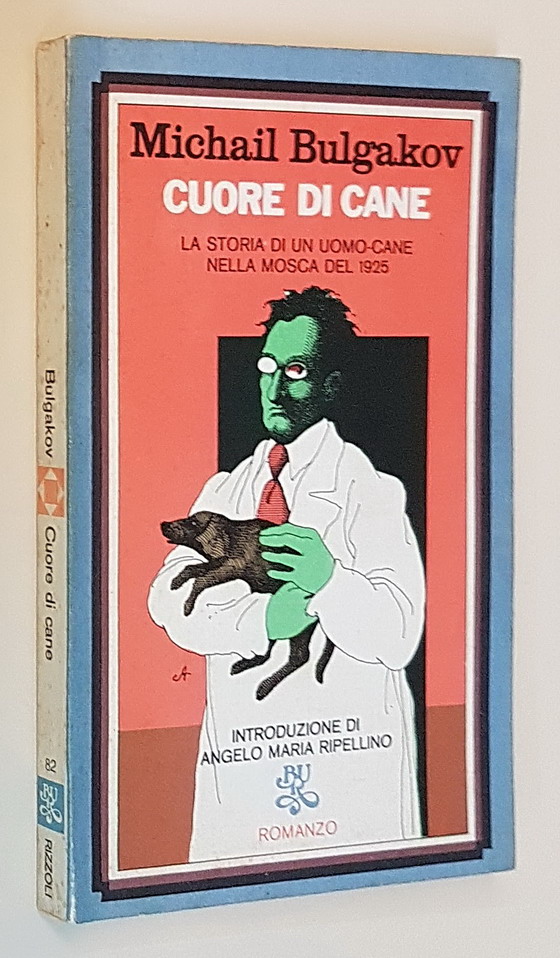 Michail Bulgakov
CUORE DI CANE
LA STORIA DI UN UOMO-CANE
NELLA MOSCA DEL 1925
INTRODUZIONE DI
ANGELO MARIA RIPELLINO
BUR
ROMANZO
Bulgakov
Cuore di cane
82
BUR
RIZZOLI